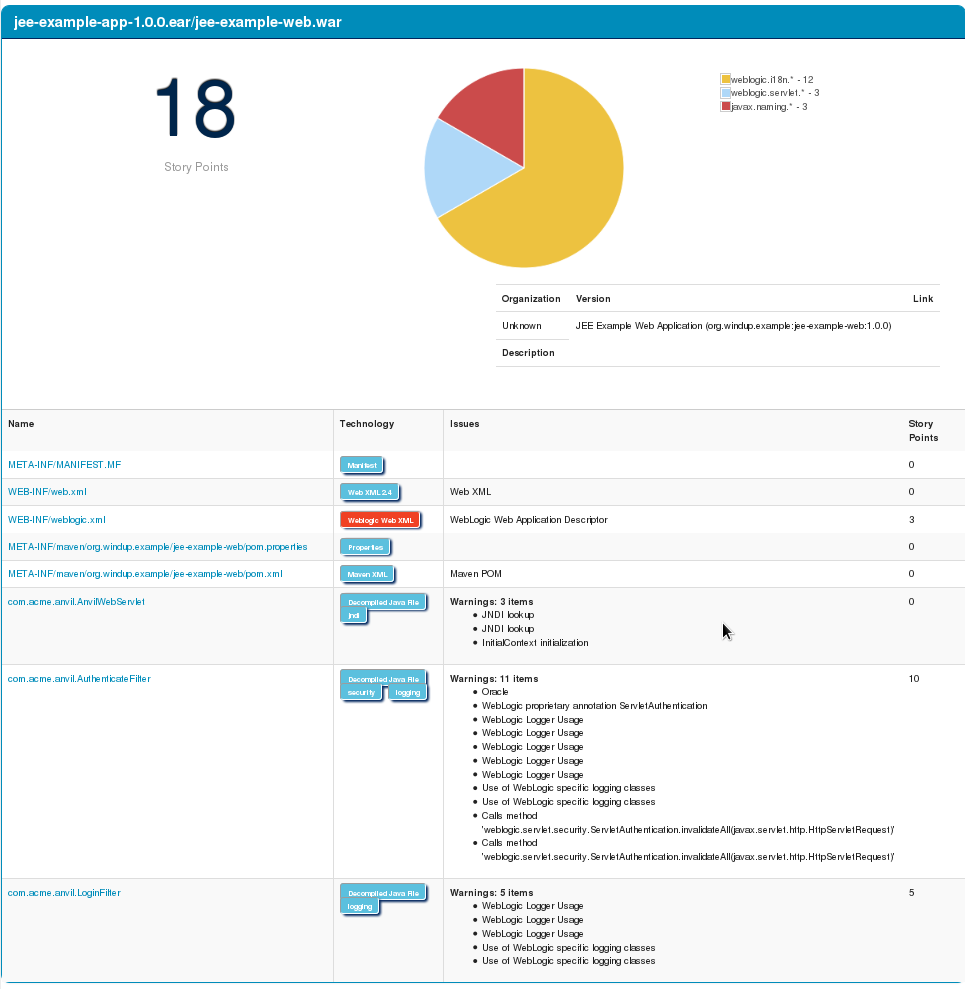 jee-example-app-1.0.0.ear/jee-example-web.war
18
Story Points
weblogic.i18n.* - 12
weblogic.servlet.* - 3
javax.naming.* - 3
Organization Version Link
Unknown JEE Example Web Application (org.windup.example:jee-example-web:1.0.0)
Description
Name Technology Issues Story Points
META-INF/MANIFEST.MF Manifest 0
WEB-INF/web.xml Web XML 2.4 Web XML 0
WEB-INF/weblogic.xml Weblogic Web XML WebLogic Web Application Descriptor 3
META-INF/maven/org.windup.example/jee-example-web/pom.properties Properties 0
META-INF/maven/org.windup.example/jee-example-web/pom.xml Maven XML Maven POM 0
com.acme.anvil.AnvilWebServlet Decompiled Java File Warnings: 3 items 0
jndi • JNDI lookup
• JNDI lookup
• InitialContext initialization
com.acme.anvil.AuthenticateFilter Decompiled Java File Warnings: 11 items 10
security logging • Oracle
• WebLogic proprietary annotation ServletAuthentication
• WebLogic Logger Usage
• WebLogic Logger Usage
• WebLogic Logger Usage
• WebLogic Logger Usage
• WebLogic Logger Usage
• Use of WebLogic specific logging classes
• Use of WebLogic specific logging classes
• Calls method
'weblogic.servlet.security.ServletAuthentication.invalidateAll(javax.servlet.http.HttpServletRequest)'
• Calls method
'weblogic.servlet.security.ServletAuthentication.invalidateAll(javax.servlet.http.HttpServletRequest)'
com.acme.anvil.LoginFilter Decompiled Java File Warnings: 5 items 5
logging • WebLogic Logger Usage
• WebLogic Logger Usage
• WebLogic Logger Usage
• Use of WebLogic specific logging classes
• Use of WebLogic specific logging classes